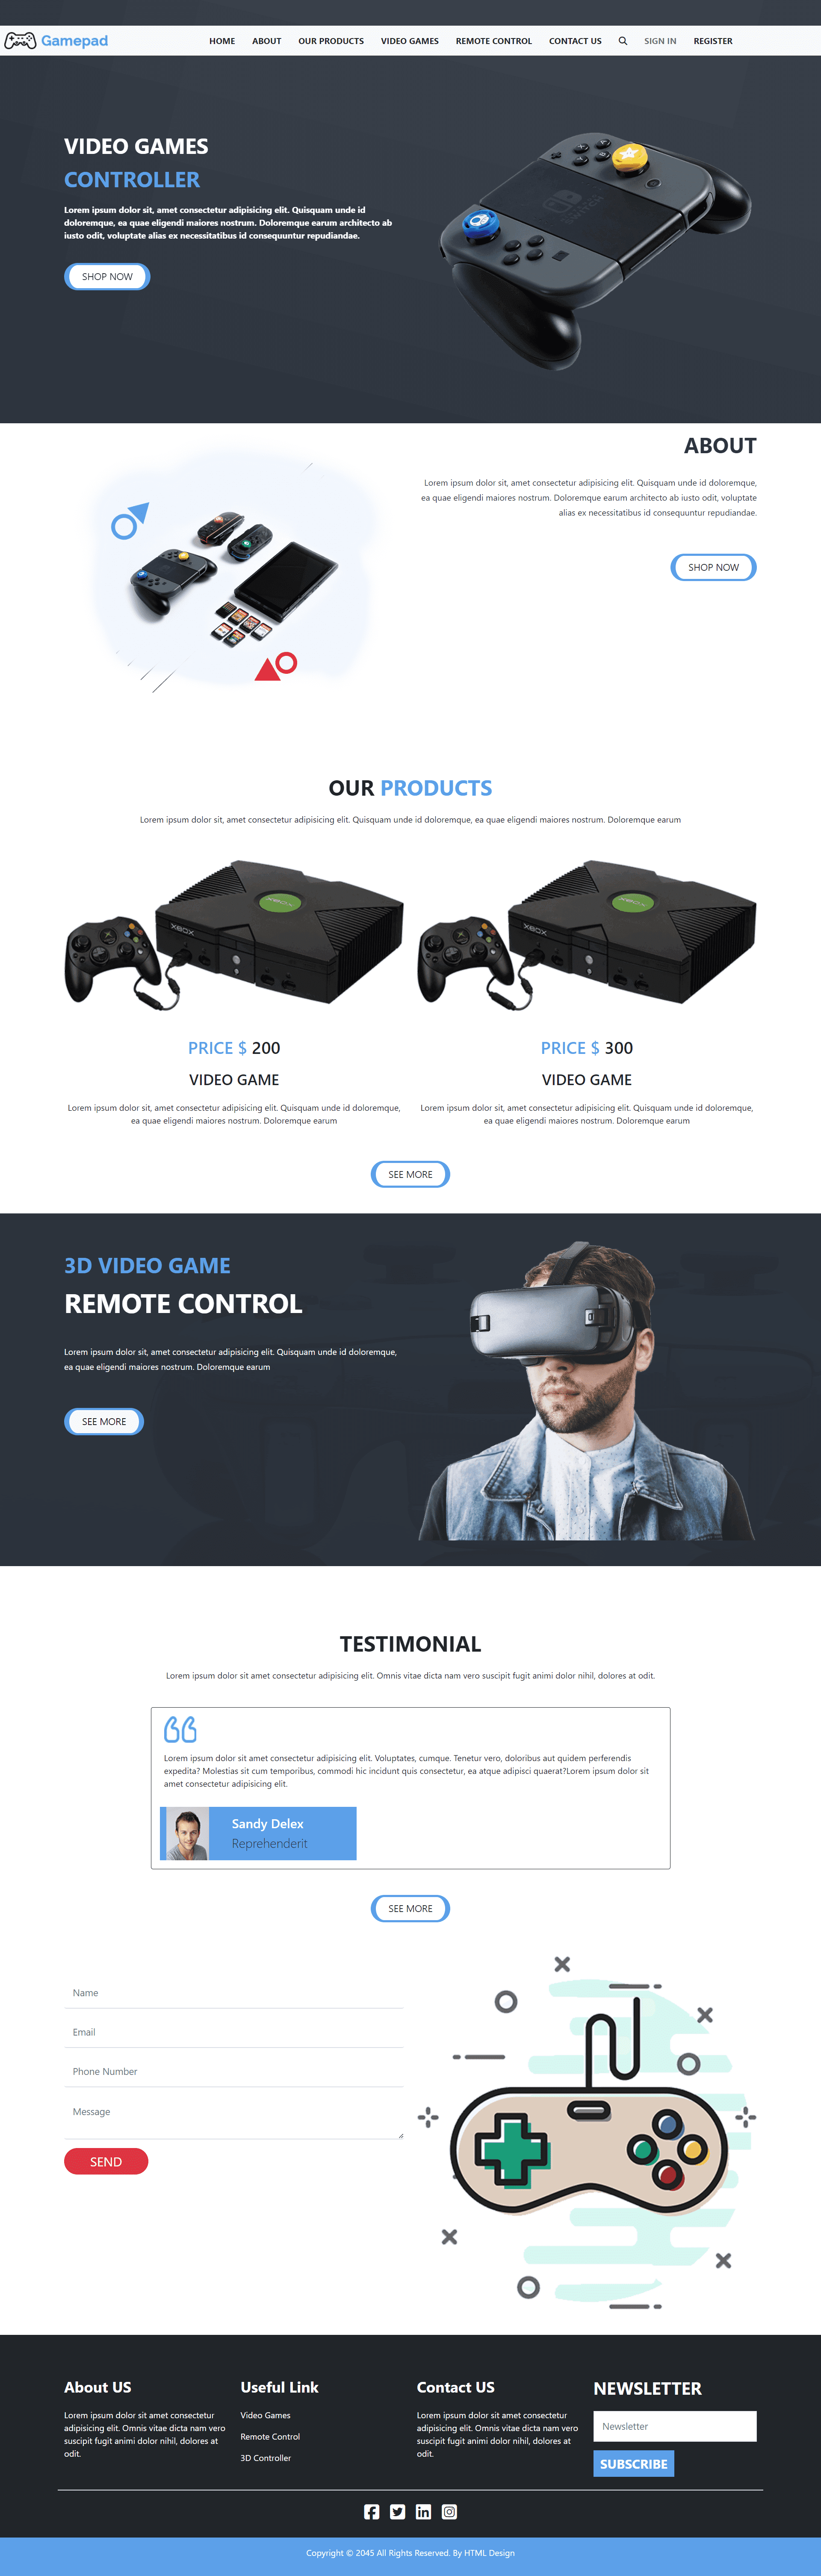 Gamepad HOME ABOUT OUR PRODUCTS VIDEO GAMES REMOTE CONTROL CONTACT US SIGN IN REGISTER
VIDEO GAMES
CONTROLLER
Lorem ipsum dolor sit, amet consectetur adipisicing elit. Quisquam unde id
doloremque, ea quae eligendi maiores nostrum. Doloremque earum architecto ab
iusto odit, voluptate alias ex necessitatibus id consequuntur repudiandae.
SHOP NOW
ABOUT
Lorem ipsum dolor sit, amet consectetur adipisicing elit. Quisquam unde id doloremque,
ea quae eligendi maiores nostrum. Doloremque earum architecto ab iusto odit, voluptate
alias ex necessitatibus id consequuntur repudiandae.
SHOP NOW
OUR PRODUCTS
Lorem ipsum dolor sit, amet consectetur adipisicing elit. Quisquam unde id doloremque, ea quae eligendi maiores nostrum. Doloremque earum
XBOX
XBOX
PRICE $ 200
VIDEO GAME
Lorem ipsum dolor sit, amet consectetur adipisicing elit. Quisquam unde id doloremque,
ea quae eligendi maiores nostrum. Doloremque earum
PRICE $ 300
VIDEO GAME
Lorem ipsum dolor sit, amet consectetur adipisicing elit. Quisquam unde id doloremque,
ea quae eligendi maiores nostrum. Doloremque earum
SEE MORE
3D VIDEO GAME
REMOTE CONTROL
Lorem ipsum dolor sit, amet consectetur adipisicing elit. Quisquam unde id doloremque,
ea quae eligendi maiores nostrum. Doloremque earum
SEE MORE
TESTIMONIAL
Lorem ipsum dolor sit amet consectetur adipisicing elit. Omnis vitae dicta nam vero suscipit fugit animi dolor nihil, dolores at odit.
Lorem ipsum dolor sit amet consectetur adipisicing elit. Voluptates, cumque. Tenetur vero, doloribus aut quidem perferendis
expedita? Molestias sit cum temporibus, commodi hic incidunt quis consectetur, ea atque adipisci quaerat?Lorem ipsum dolor sit
amet consectetur adipisicing elit.
Sandy Delex
Reprehenderit
SEE MORE
Name
Email
Phone Number
Message
SEND
About US
Lorem ipsum dolor sit amet consectetur
adipisicing elit. Omnis vitae dicta nam vero
suscipit fugit animi dolor nihil, dolores at
odit.
Useful Link
Video Games
Remote Control
3D Controller
Contact US
Lorem ipsum dolor sit amet consectetur
adipisicing elit. Omnis vitae dicta nam vero
suscipit fugit animi dolor nihil, dolores at
odit.
NEWSLETTER
Newsletter
SUBSCRIBE
Copyright © 2045 All Rights Reserved. By HTML Design